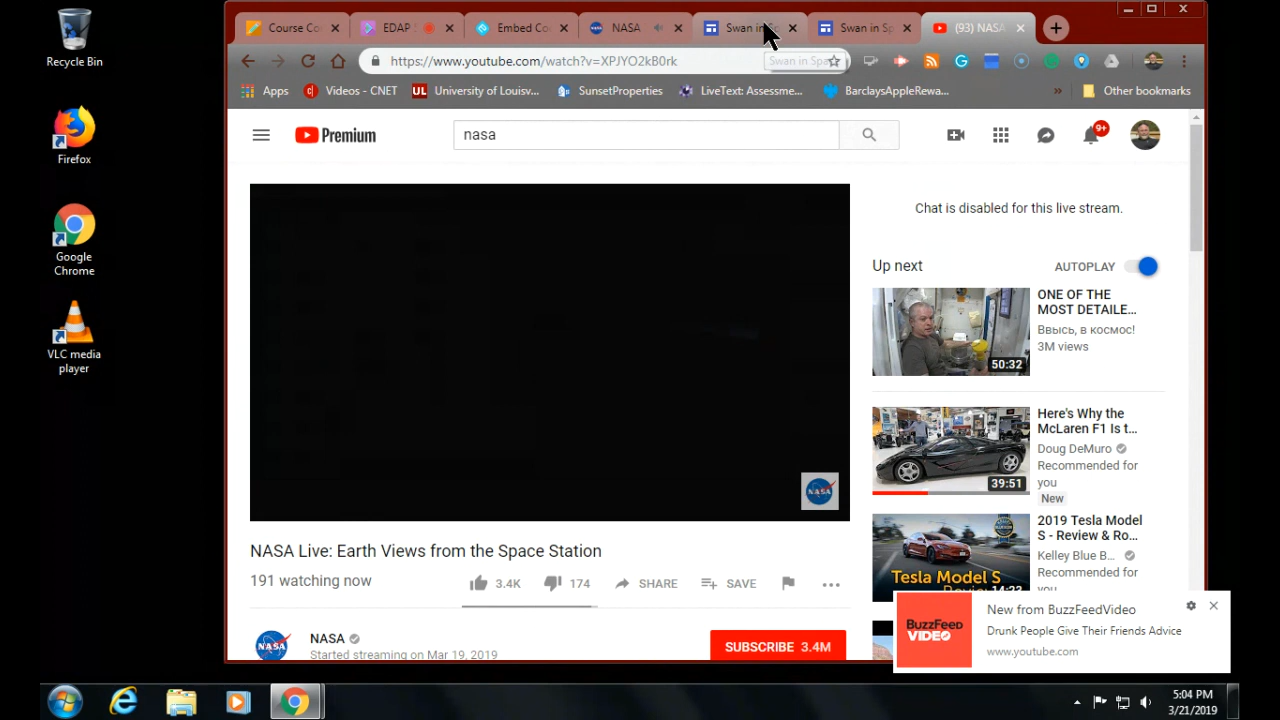 Recycle Bin
Firefox
Google
Chrome
VLC media
player
Course Co
EDAP
Embed Co
NASA
Swan in Sp
Swan in Sp
(93) NASA
https://www.youtube.com/watch?v=XPJYO2kB0rk
Swan in Spa
Apps
Videos - CNET
UL University of Louisv...
SunsetProperties
LiveText: Assessme...
BarclaysAppleRewa...
»
Other bookmarks
Premium
nasa
9+
Chat is disabled for this live stream.
Up next
AUTOPLAY
50:32
ONE OF THE
MOST DETAILE...
Ввысь, в космос!
3M views
39:51
Here's Why the
McLaren F1 Is t...
Doug DeMuro
Recommended for
you
New
Tesla Model S
2019 Tesla Model
S - Review & Ro...
Kelley Blue B...
Recommended for
NASA
NASA Live: Earth Views from the Space Station
191 watching now
3.4K
174
SHARE
SAVE
NASA
Started streaming on Mar 19, 2019
SUBSCRIBE 3.4M
BuzzFeed
VIDEO
New from BuzzFeedVideo
Drunk People Give Their Friends Advice
www.youtube.com
5:04 PM
3/21/2019